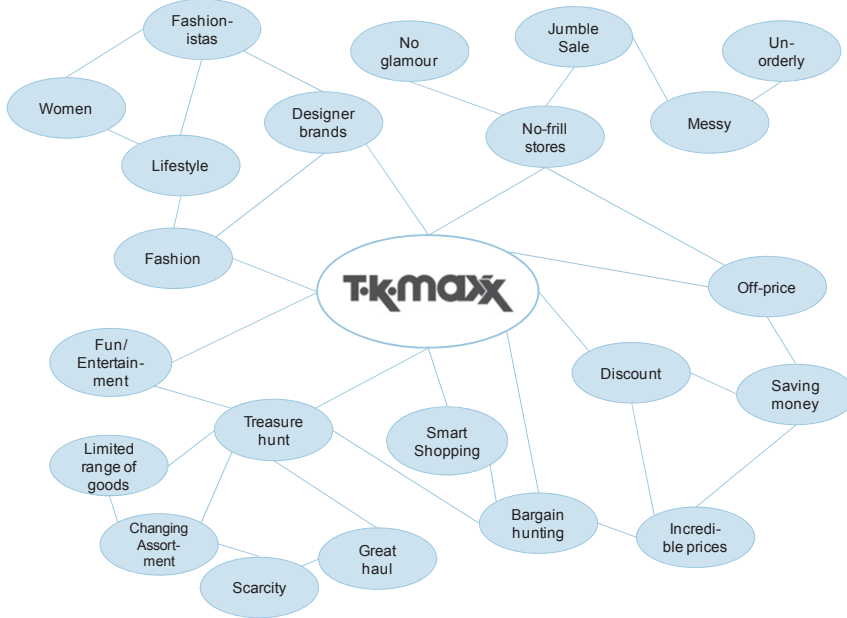 Fashion-
istas
No
glamour
Jumble
Sale
Un-
orderly
Women
Designer
brands
No-frill
stores
Messy
Lifestyle
Fashion
T·K·maxx
Off-price
Fun/
Entertain-
ment
Discount
Saving
money
Treasure
hunt
Smart
Shopping
Limited
range of
goods
Changing
Assort-
ment
Bargain
hunting
Incredi-
ble prices
Great
haul
Scarcity